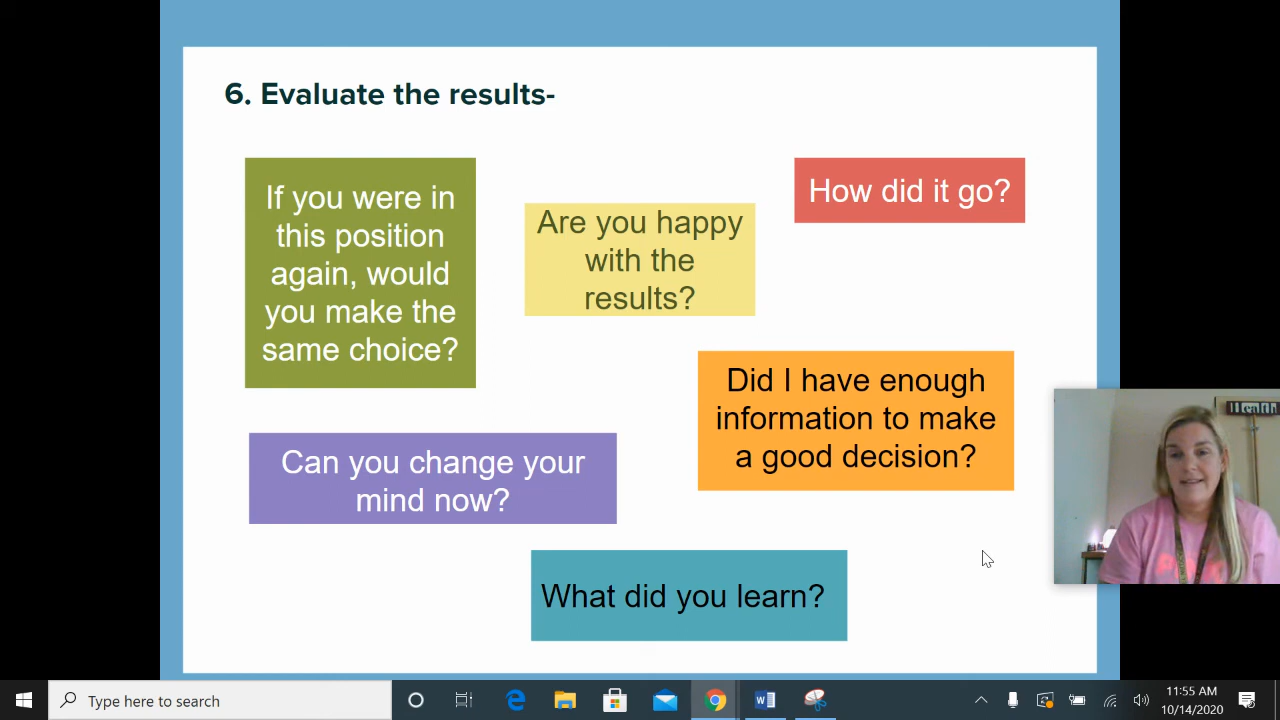 6. Evaluate the results-
If you were in
this position
again, would
you make the
same choice?
Are you happy
with the
results?
How did it go?
Did I have enough
information to make
a good decision?
Can you change your
mind now?
What did you learn?
Health
Type here to search
11:55 AM
10/14/2020